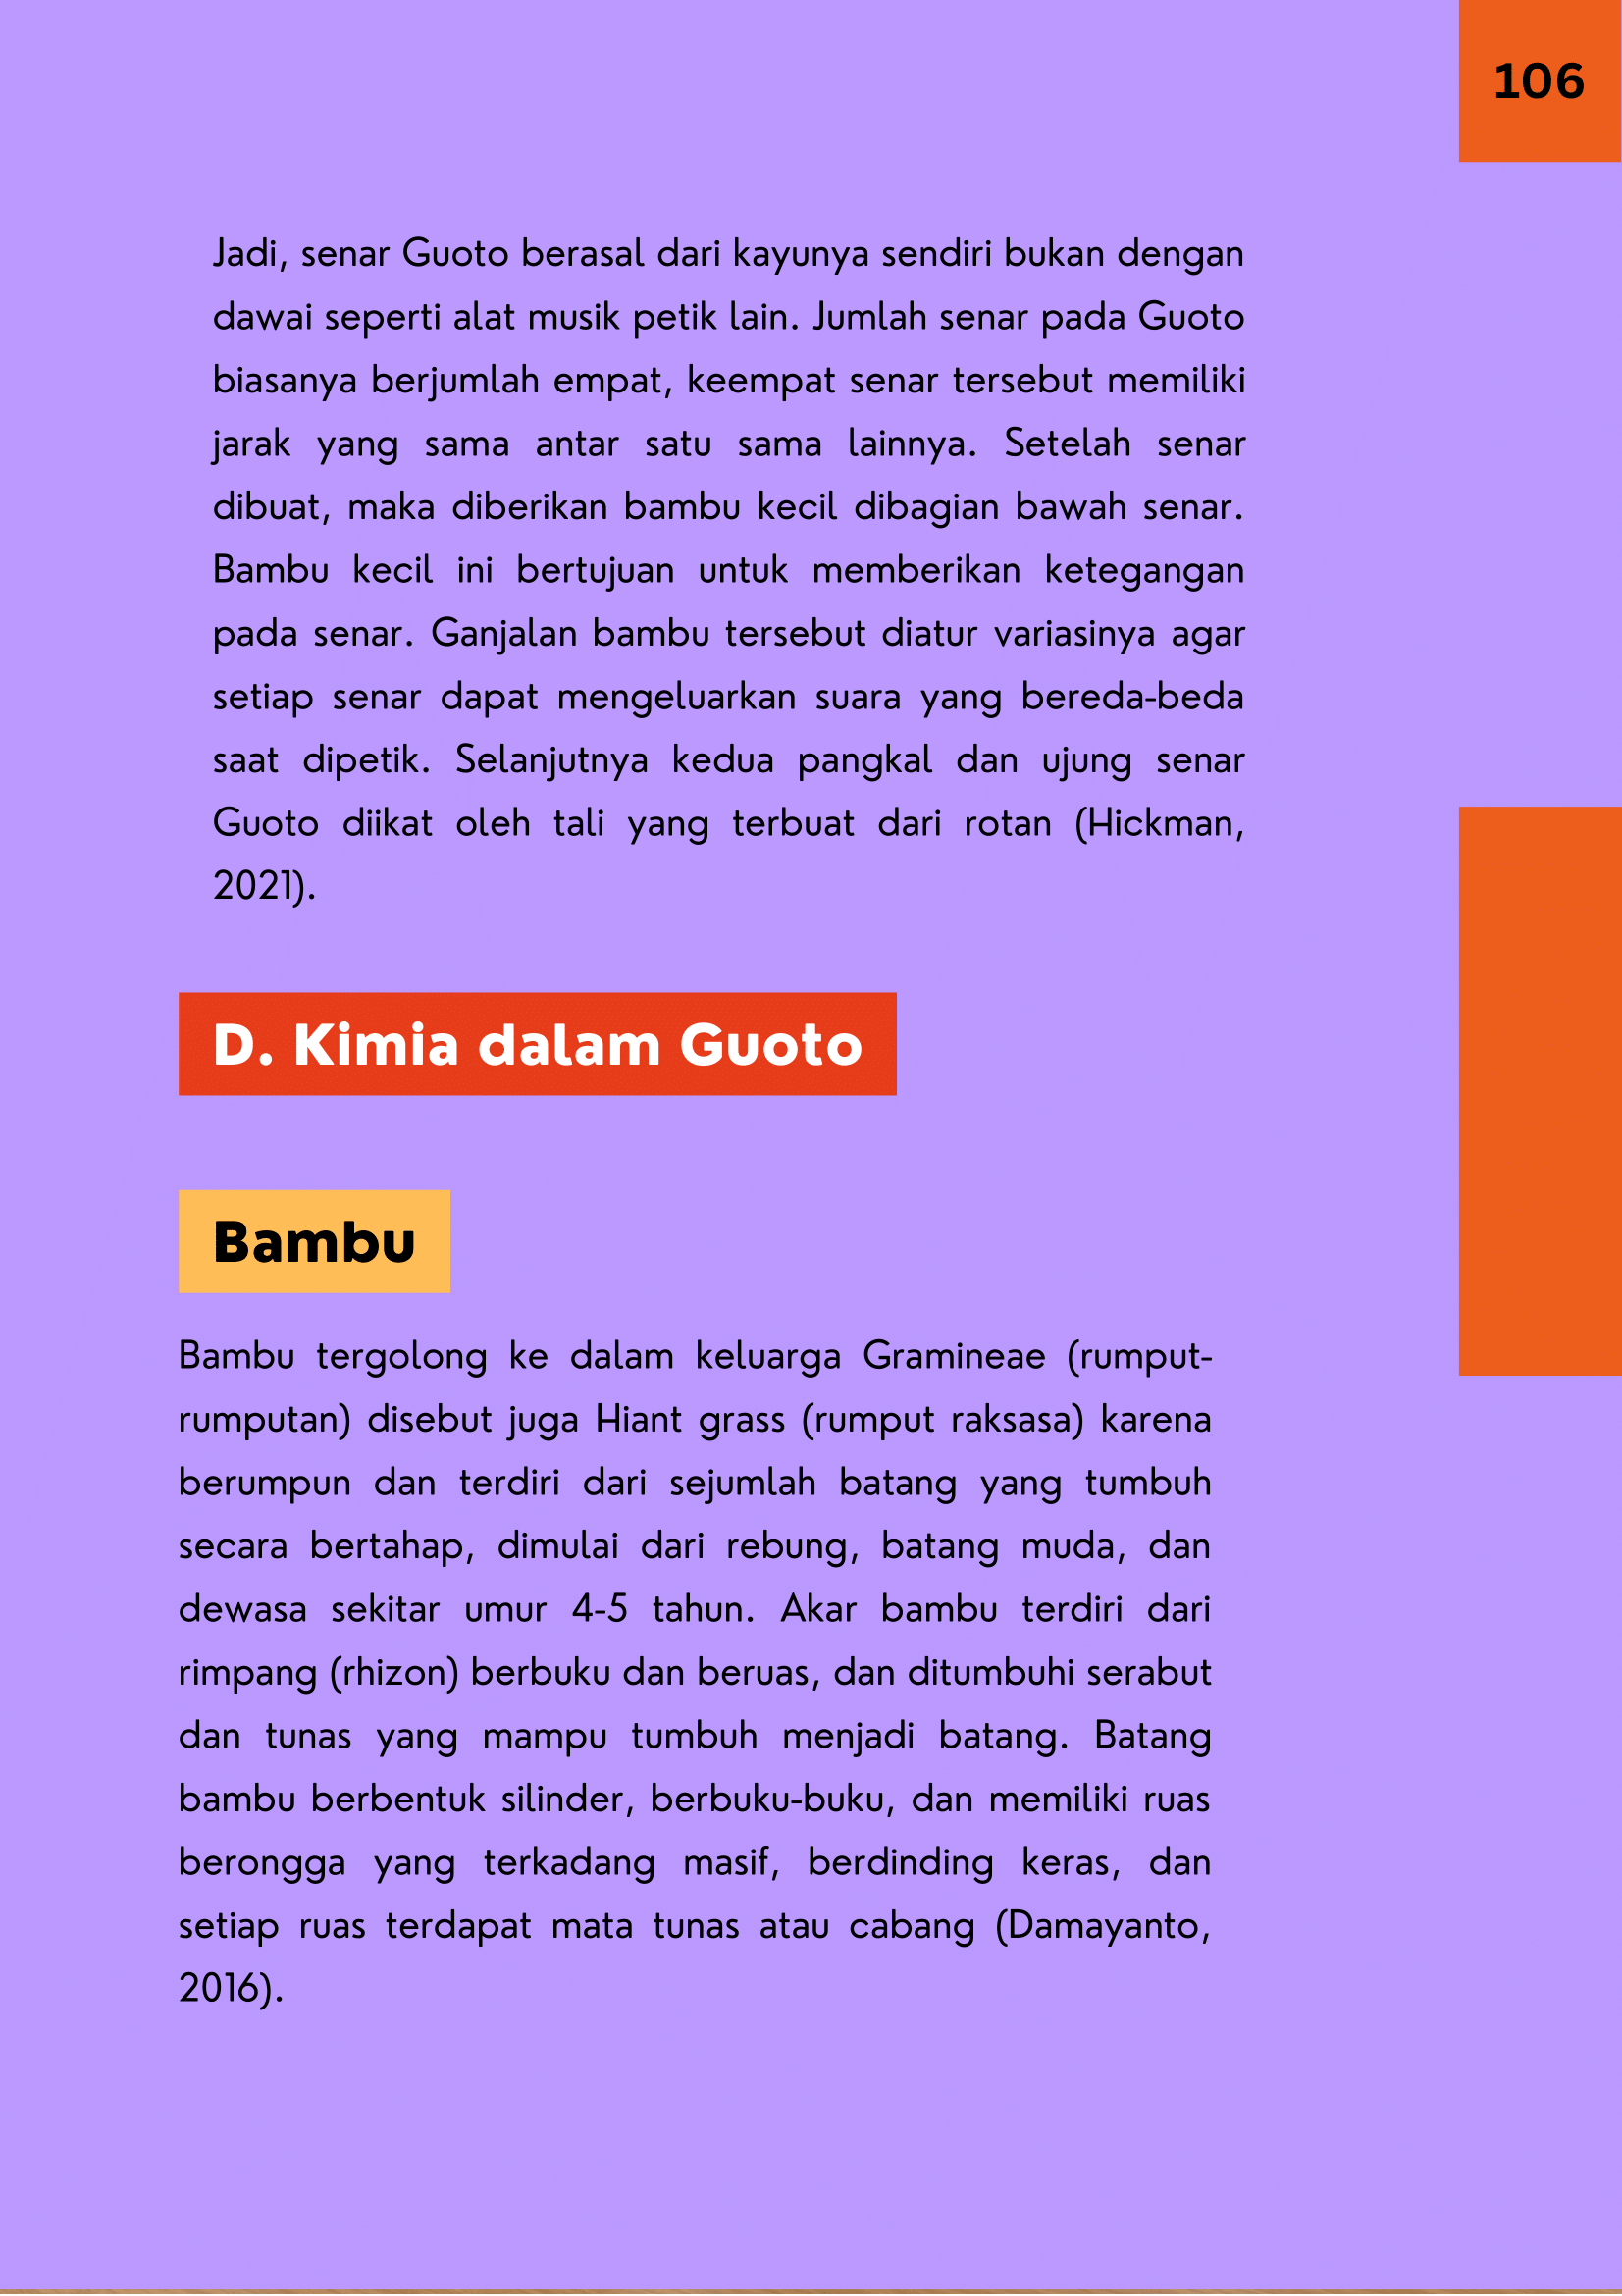 106
Jadi, senar Guoto berasal dari kayunya sendiri bukan dengan
dawai seperti alat musik petik lain. Jumlah senar pada Guoto
biasanya berjumlah empat, keempat senar tersebut memiliki
jarak yang sama antar satu sama lainnya. Setelah senar
dibuat, maka diberikan bambu kecil dibagian bawah senar.
Bambu kecil ini bertujuan untuk memberikan ketegangan
pada senar. Ganjalan bambu tersebut diatur variasinya agar
setiap senar dapat mengeluarkan suara yang bereda-beda
saat dipetik. Selanjutnya kedua pangkal dan ujung senar
Guoto diikat oleh tali yang terbuat dari rotan (Hickman,
2021).
D. Kimia dalam Guoto
Bambu
Bambu tergolong ke dalam keluarga Gramineae (rumput-
rumputan) disebut juga Hiant grass (rumput raksasa) karena
berumpun dan terdiri dari sejumlah batang yang tumbuh
secara bertahap, dimulai dari rebung, batang muda, dan
dewasa sekitar umur 4-5 tahun. Akar bambu terdiri dari
rimpang (rhizon) berbuku dan beruas, dan ditumbuhi serabut
dan tunas yang mampu tumbuh menjadi batang. Batang
bambu berbentuk silinder, berbuku-buku, dan memiliki ruas
berongga yang terkadang masif, berdinding keras, dan
setiap ruas terdapat mata tunas atau cabang (Damayanto,
2016).